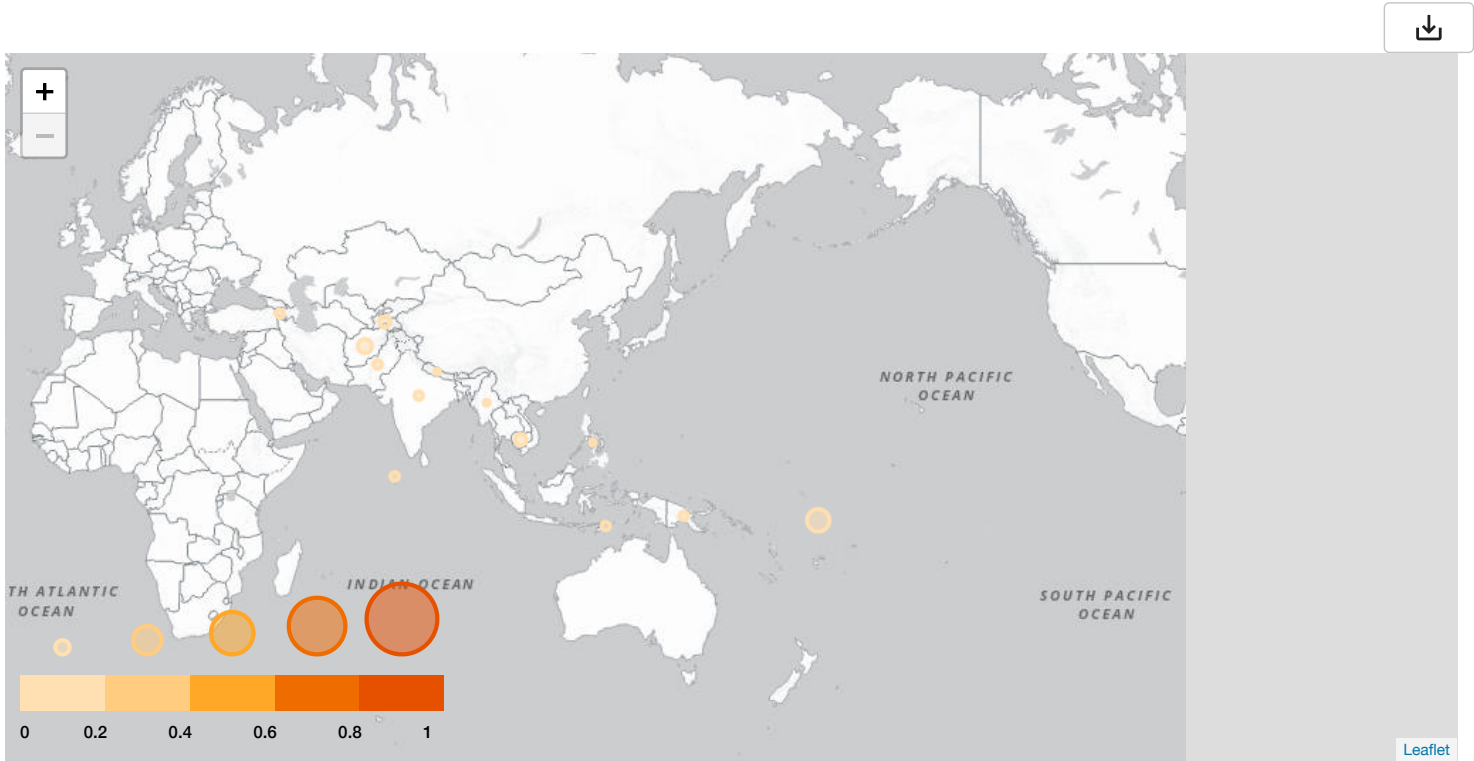 +
−
NORTH PACIFIC
OCEAN
TH ATLANTIC
OCEAN
INDIAN OCEAN
SOUTH PACIFIC
OCEAN
0 0.2 0.4 0.6 0.8 1
Leaflet